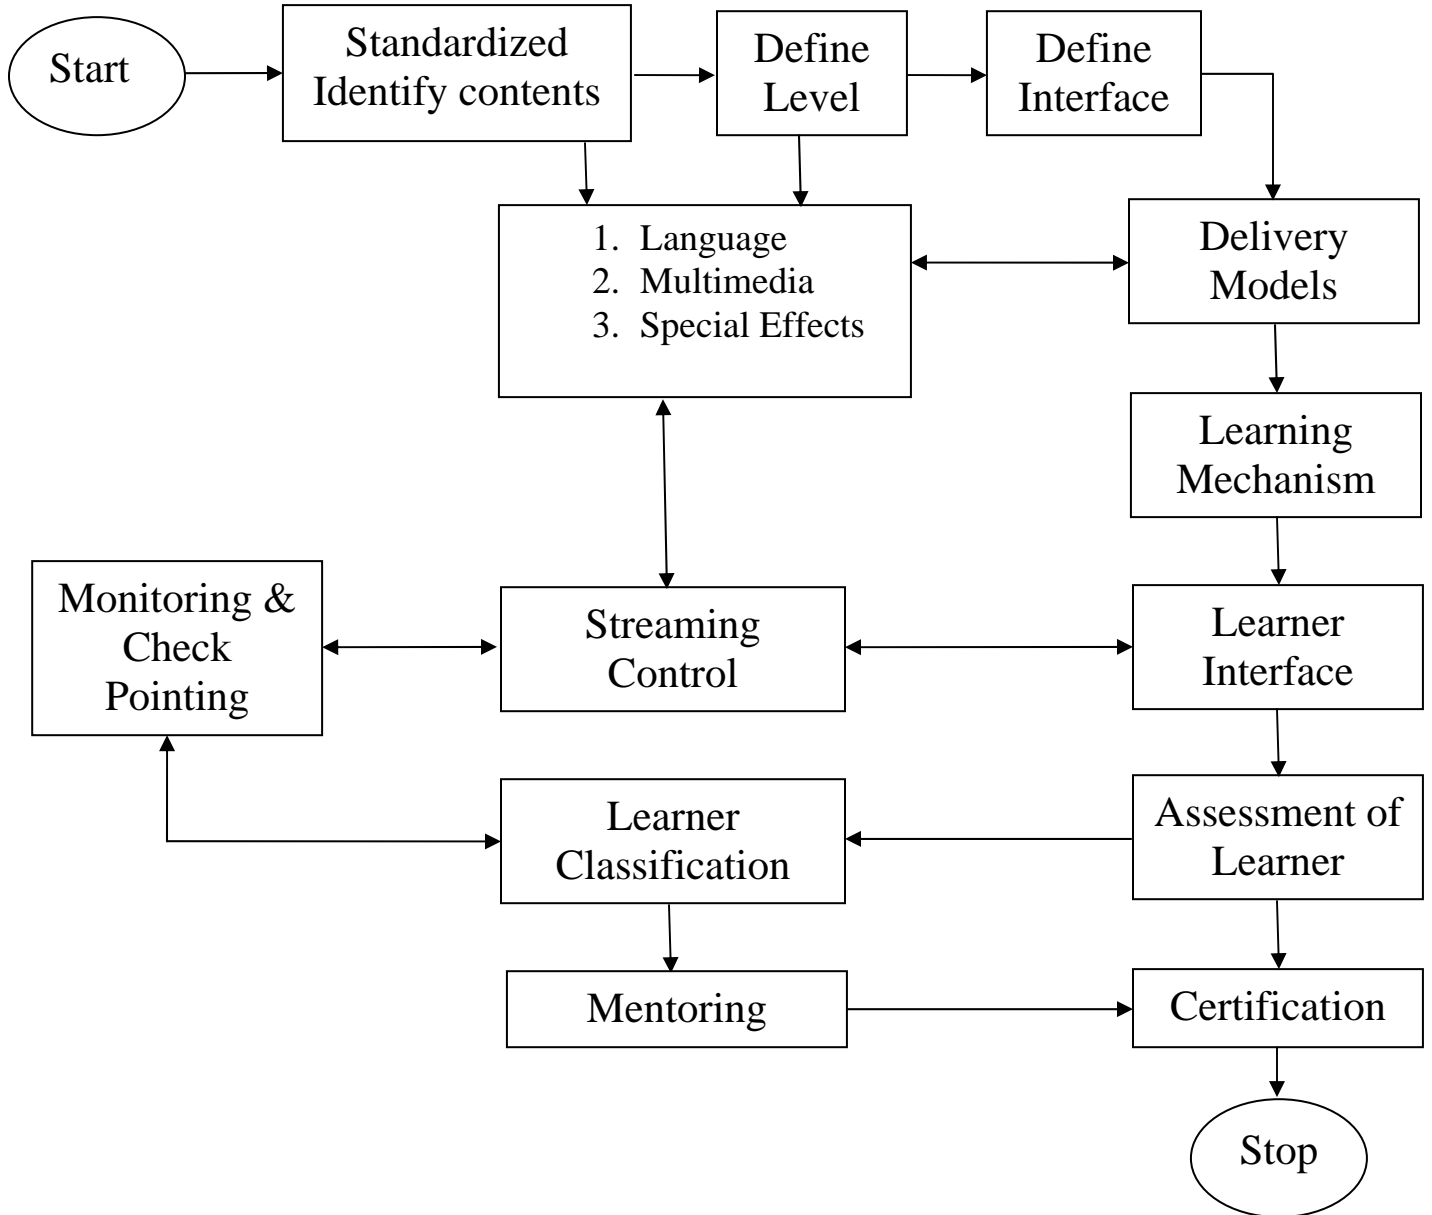 Start
Standardized
Identify contents
Define
Level
Define
Interface
1. Language
2. Multimedia
3. Special Effects
Delivery
Models
Learning
Mechanism
Monitoring &
Check
Pointing
Streaming
Control
Learner
Interface
Learner
Classification
Assessment of
Learner
Mentoring
Certification
Stop